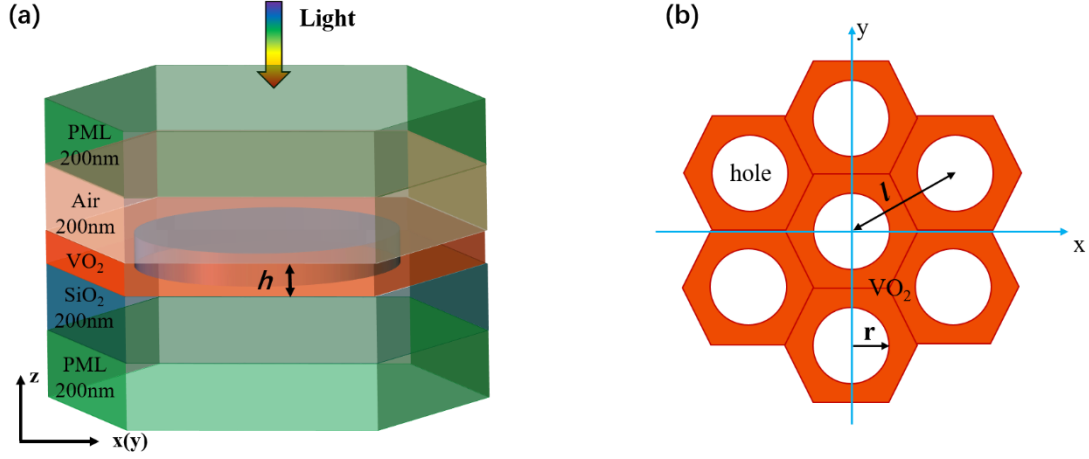 (a)
Light
PML
200nm
Air
200nm
VO₂
h
SiO₂
200nm
PML
200nm
z
x(y)
(b)
y
hole
l
x
VO₂
r